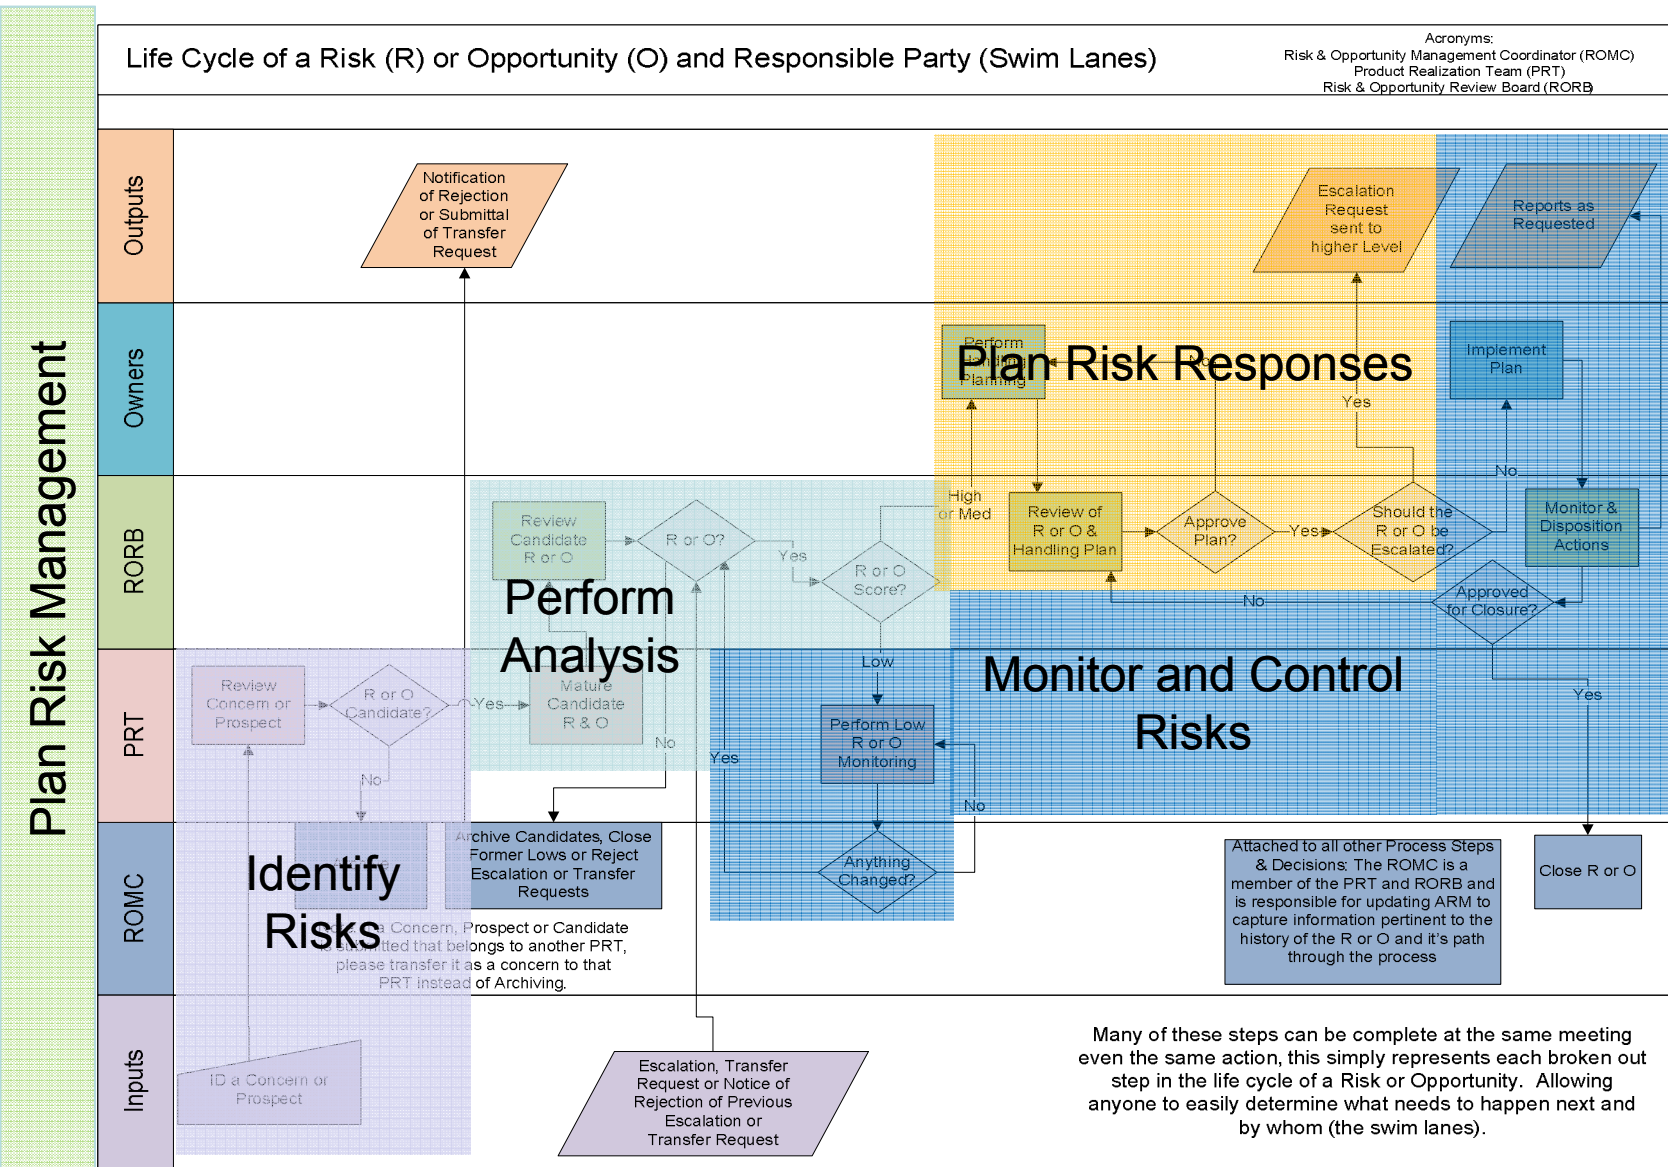 Life Cycle of a Risk (R) or Opportunity (O) and Responsible Party (Swim Lanes)
Acronyms:
Risk & Opportunity Management Coordinator (ROMC)
Product Realization Team (PRT)
Risk & Opportunity Review Board (RORB)
Plan Risk Management
Outputs
Notification
of Rejection
or Submittal
of Transfer
Request
Escalation
Request
sent to
higher Level
Reports as
Requested
Owners
Perform
Handling
Planning
Plan Risk Responses
No
Yes
Implement
Plan
No
RORB
Review
Candidate
R or O
R or O?
Yes
R or O
Score?
High
or Med
Review of
R or O &
Handling Plan
Approve
Plan?
Yes
Should the
R or O be
Escalated?
Monitor &
Disposition
Actions
Approved
for Closure?
No
Perform
Analysis
PRT
Review
Concern or
Prospect
R or O
Candidate?
Yes
Mature
Candidate
R & O
No
No
Yes
Low
Perform Low
R or O
Monitoring
No
Monitor and Control
Risks
Yes
ROMC
Identify
Risks
Archive Candidates, Close
Former Lows or Reject
Escalation or Transfer
Requests
a Concern, Prospect or Candidate
is submitted that belongs to another PRT,
please transfer it as a concern to that
PRT instead of Archiving.
Anything
Changed?
Attached to all other Process Steps
& Decisions: The ROMC is a
member of the PRT and RORB and
is responsible for updating ARM to
capture information pertinent to the
history of the R or O and it's path
through the process
Close R or O
Inputs
ID a Concern or
Prospect
Escalation, Transfer
Request or Notice of
Rejection of Previous
Escalation or
Transfer Request
Many of these steps can be complete at the same meeting
even the same action, this simply represents each broken out
step in the life cycle of a Risk or Opportunity.  Allowing
anyone to easily determine what needs to happen next and
by whom (the swim lanes).